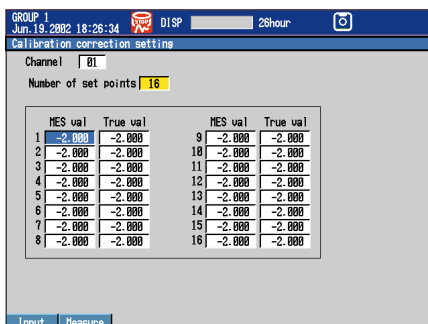 GROUP 1
Jun.19.2002 18:26:34 STOP DISP 26hour
Calibration correction setting
Channel 01
Number of set points 16
MES val True val MES val True val
1 -2.000 -2.000 9 -2.000 -2.000
2 -2.000 -2.000 10 -2.000 -2.000
3 -2.000 -2.000 11 -2.000 -2.000
4 -2.000 -2.000 12 -2.000 -2.000
5 -2.000 -2.000 13 -2.000 -2.000
6 -2.000 -2.000 14 -2.000 -2.000
7 -2.000 -2.000 15 -2.000 -2.000
8 -2.000 -2.000 16 -2.000 -2.000
Input Measure